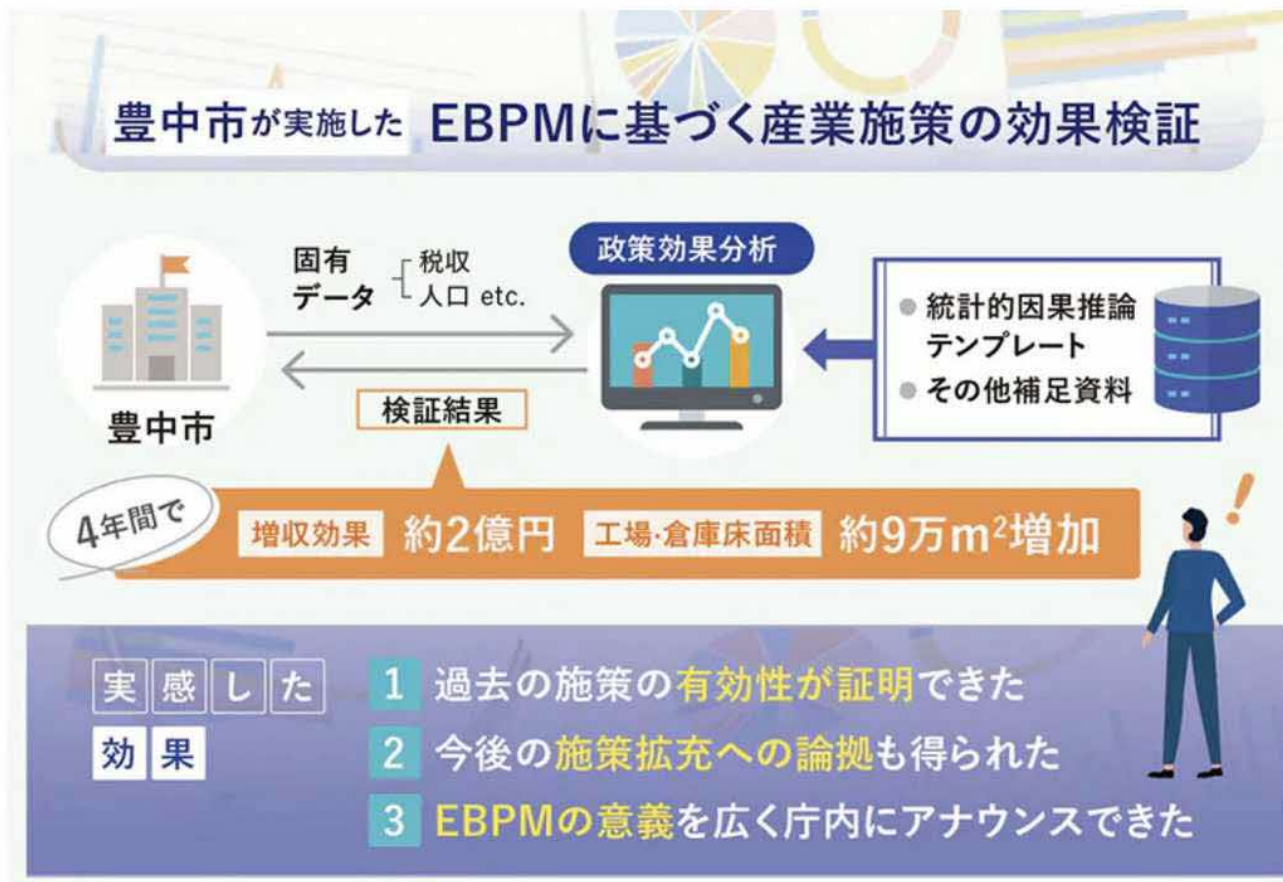 豊中市が実施した EBPMに基づく産業施策の効果検証
固有
データ
税収
人口 etc.
政策効果分析
● 統計的因果推論
テンプレート
● その他補足資料
豊中市
検証結果
4年間で
増収効果 約2億円 工場・倉庫床面積 約9万m²増加
実感した
効果
1 過去の施策の有効性が証明できた
2 今後の施策拡充への論拠も得られた
3 EBPMの意義を広く庁内にアナウンスできた